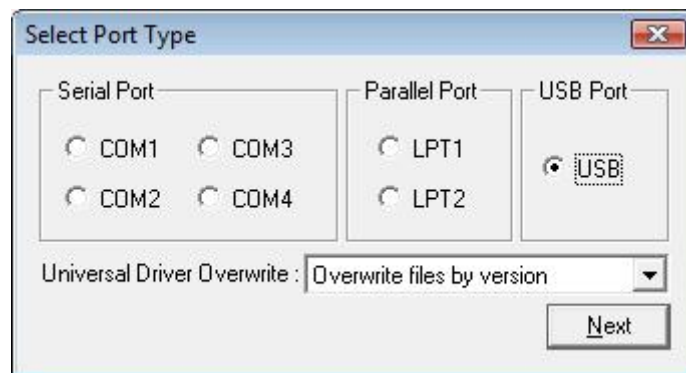 Select Port Type
Serial Port
COM1 COM3
COM2 COM4
Parallel Port
LPT1
LPT2
USB Port
USB
Universal Driver Overwrite : Overwrite files by version
Next